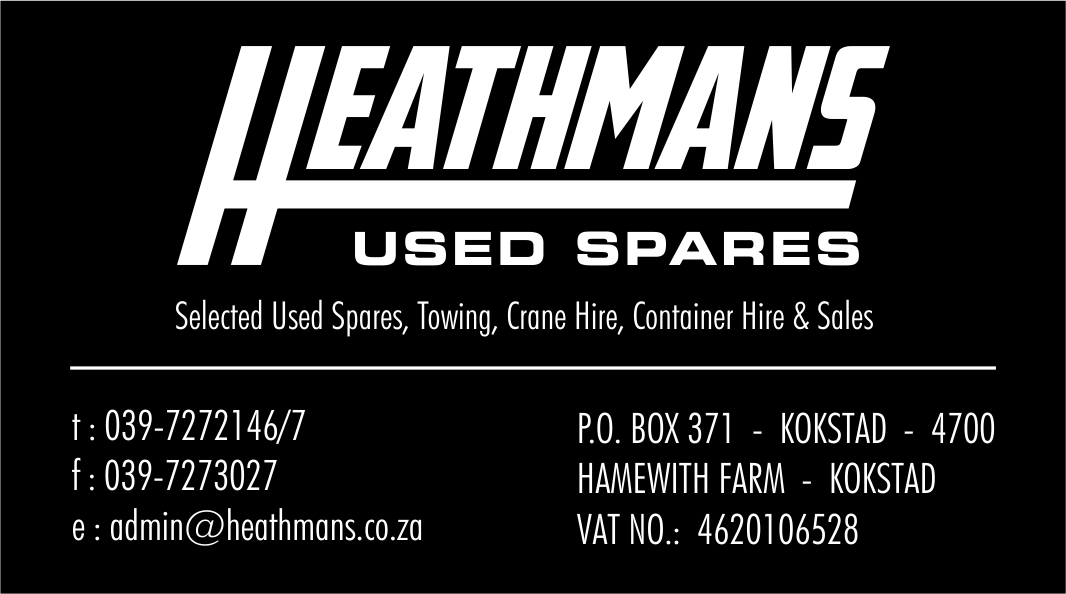 HEATHMANS
USED SPARES
Selected Used Spares, Towing, Crane Hire, Container Hire & Sales
t : 039-7272146/7
f : 039-7273027
e : admin@heathmans.co.za
P.O. BOX 371 - KOKSTAD - 4700
HAMEWITH FARM - KOKSTAD
VAT NO.: 4620106528